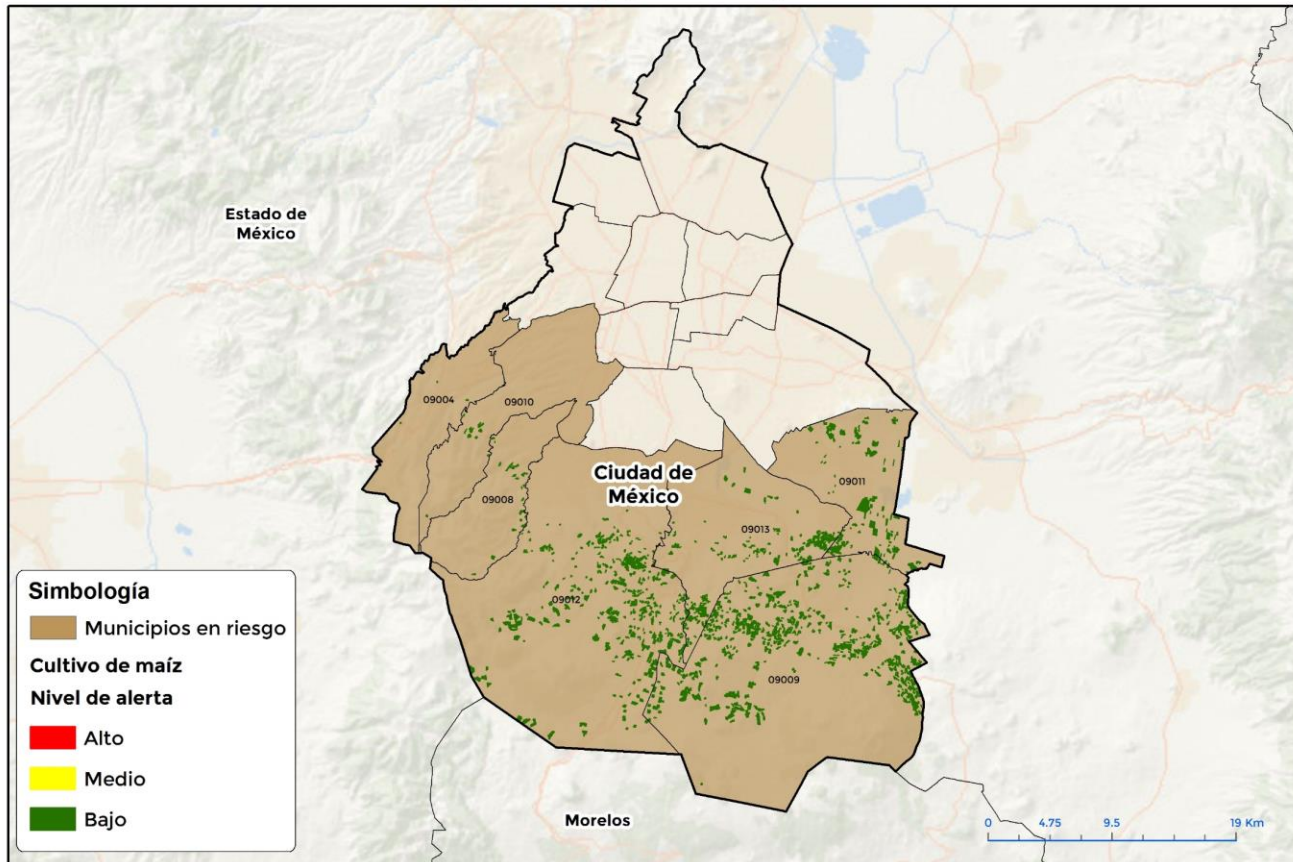 Estado de
México
09004
09010
Ciudad de
México
09011
09008
09013
09012
09009
Simbología
Municipios en riesgo
Cultivo de maíz
Nivel de alerta
Alto
Medio
Bajo
Morelos
0 4.75 9.5 19 Km